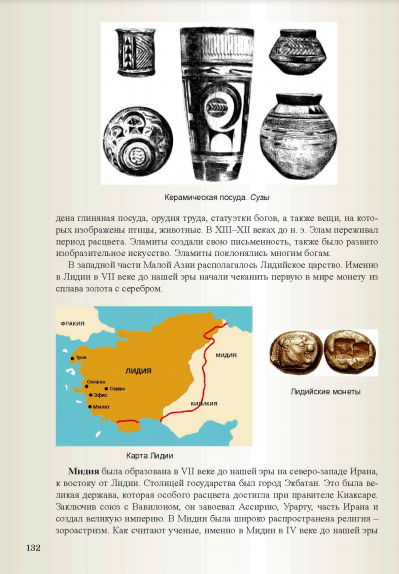 Керамическая посуда. Сузы
дена глиняная посуда, орудия труда, статуэтки богов, а также вещи, на кото-
рых изображены птицы, животные. В XIII–XII веках до н. э. Элам переживал
период расцвета. Эламиты создали свою письменность, также было развито
изобразительное искусство. Эламиты поклонялись многим богам.
В западной части Малой Азии располагалось Лидийское царство. Именно
в Лидии в VII веке до нашей эры начали чеканить первую в мире монету из
сплава золота с серебром.
ФРАКИЯ
Троя
МИДИЯ
ЛИДИЯ
Смирна
Сарды
Эфес
Милет
КИЛИКИЯ
Лидийские монеты
Карта Лидии
Мидия была образована в VII веке до нашей эры на северо-западе Ирана,
к востоку от Лидии. Столицей государства был город Экбатан. Это была ве-
ликая держава, которая особого расцвета достигла при правителе Киаксаре.
Заключив союз с Вавилоном, он завоевал Ассирию, Урарту, часть Ирана и
создал великую империю. В Мидии была широко распространена религия –
зороастризм. Как считают ученые, именно в Мидии в IV веке до нашей эры
132